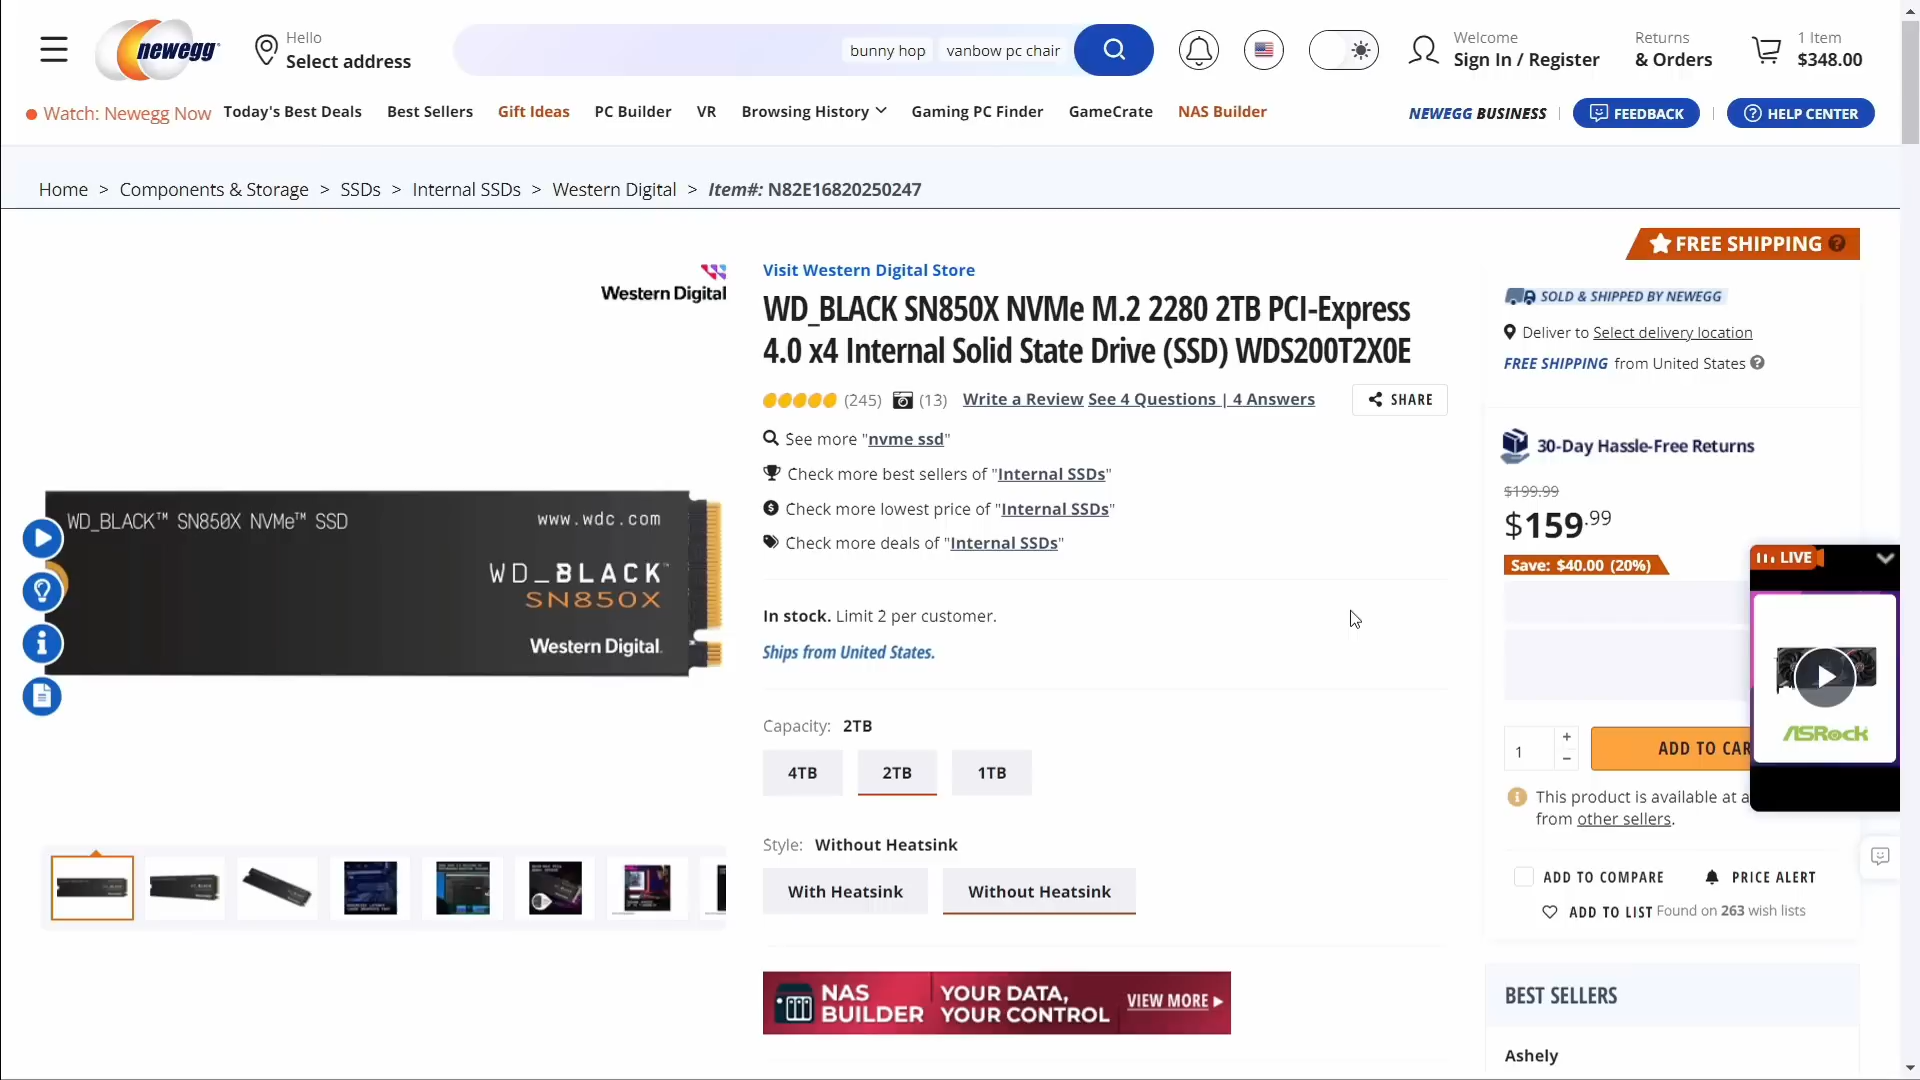 newegg
Hello
Select address
bunny hop
vanbow pc chair
Welcome
Sign In / Register
Returns
& Orders
1 Item
$348.00
Watch: Newegg Now
Today's Best Deals
Best Sellers
Gift Ideas
PC Builder
VR
Browsing History
Gaming PC Finder
GameCrate
NAS Builder
NEWEGG BUSINESS
FEEDBACK
HELP CENTER
Home > Components & Storage > SSDs > Internal SSDs > Western Digital > Item#: N82E16820250247
Western Digital
WD_BLACK™ SN850X NVMe™ SSD
www.wdc.com
WD_BLACK™
SN850X
Western Digital.
Visit Western Digital Store
WD_BLACK SN850X NVMe M.2 2280 2TB PCI-Express
4.0 x4 Internal Solid State Drive (SSD) WDS200T2X0E
(245) (13) Write a Review See 4 Questions | 4 Answers
SHARE
See more "nvme ssd"
Check more best sellers of "Internal SSDs"
Check more lowest price of "Internal SSDs"
Check more deals of "Internal SSDs"
In stock. Limit 2 per customer.
Ships from United States.
Capacity: 2TB
4TB
2TB
1TB
Style: Without Heatsink
With Heatsink
Without Heatsink
NAS
BUILDER
YOUR DATA,
YOUR CONTROL
VIEW MORE
FREE SHIPPING
SOLD & SHIPPED BY NEWEGG
Deliver to Select delivery location
FREE SHIPPING from United States
30-Day Hassle-Free Returns
$199.99
$159.99
Save: $40.00 (20%)
LIVE
ASRock
1
+
−
ADD TO CAR
This product is available at a
from other sellers.
ADD TO COMPARE
PRICE ALERT
ADD TO LIST Found on 263 wish lists
BEST SELLERS
Ashely